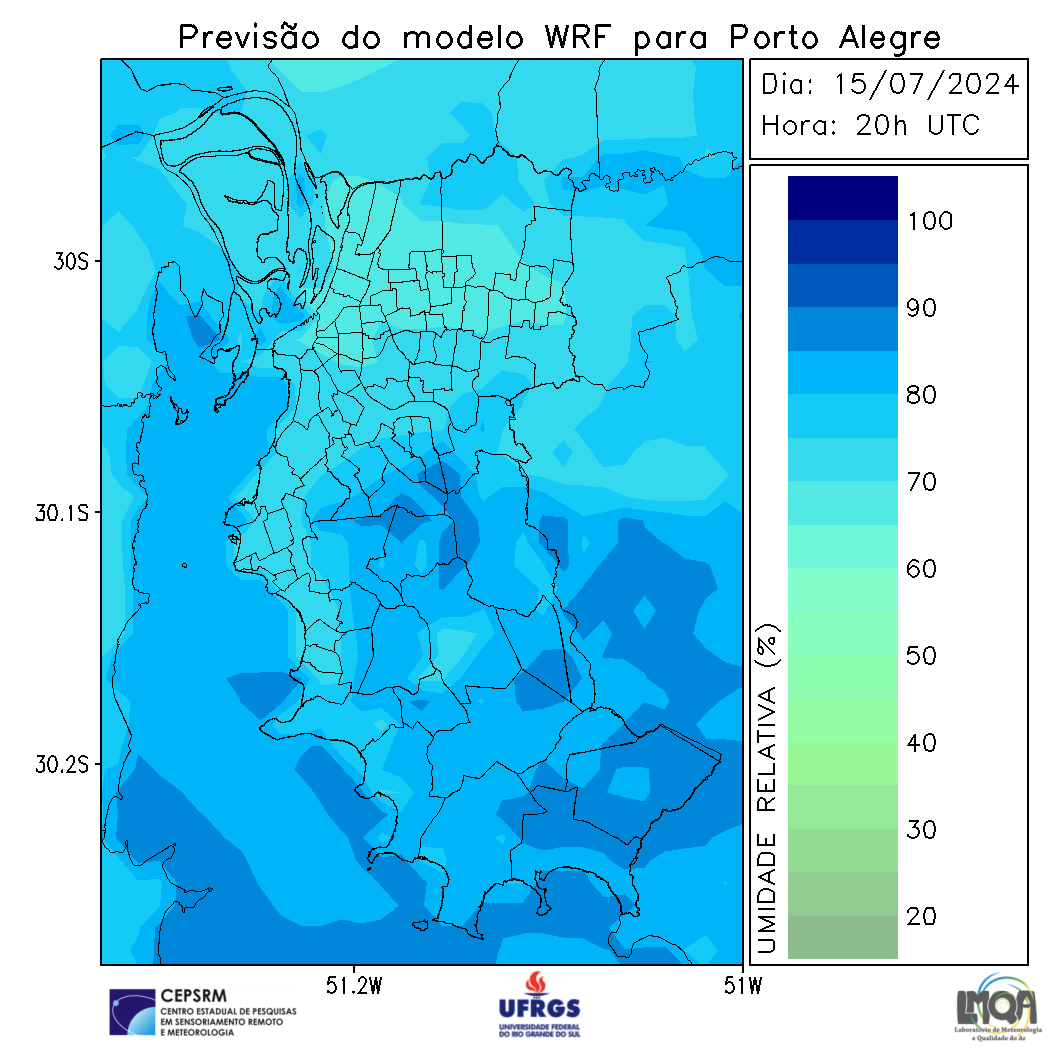 Previsão do modelo WRF para Porto Alegre
Dia: 15/07/2024
Hora: 20h UTC
100
90
80
70
60
50
40
30
20
UMIDADE RELATIVA (%)
30S
30.1S
30.2S
51.2W
51W
CEPSRM
CENTRO ESTADUAL DE PESQUISAS
EM SENSORIAMENTO REMOTO
E METEOROLOGIA
UFRGS
UNIVERSIDADE FEDERAL
DO RIO GRANDE DO SUL
LMQA
Laboratório de Meteorologia
e Qualidade do Ar